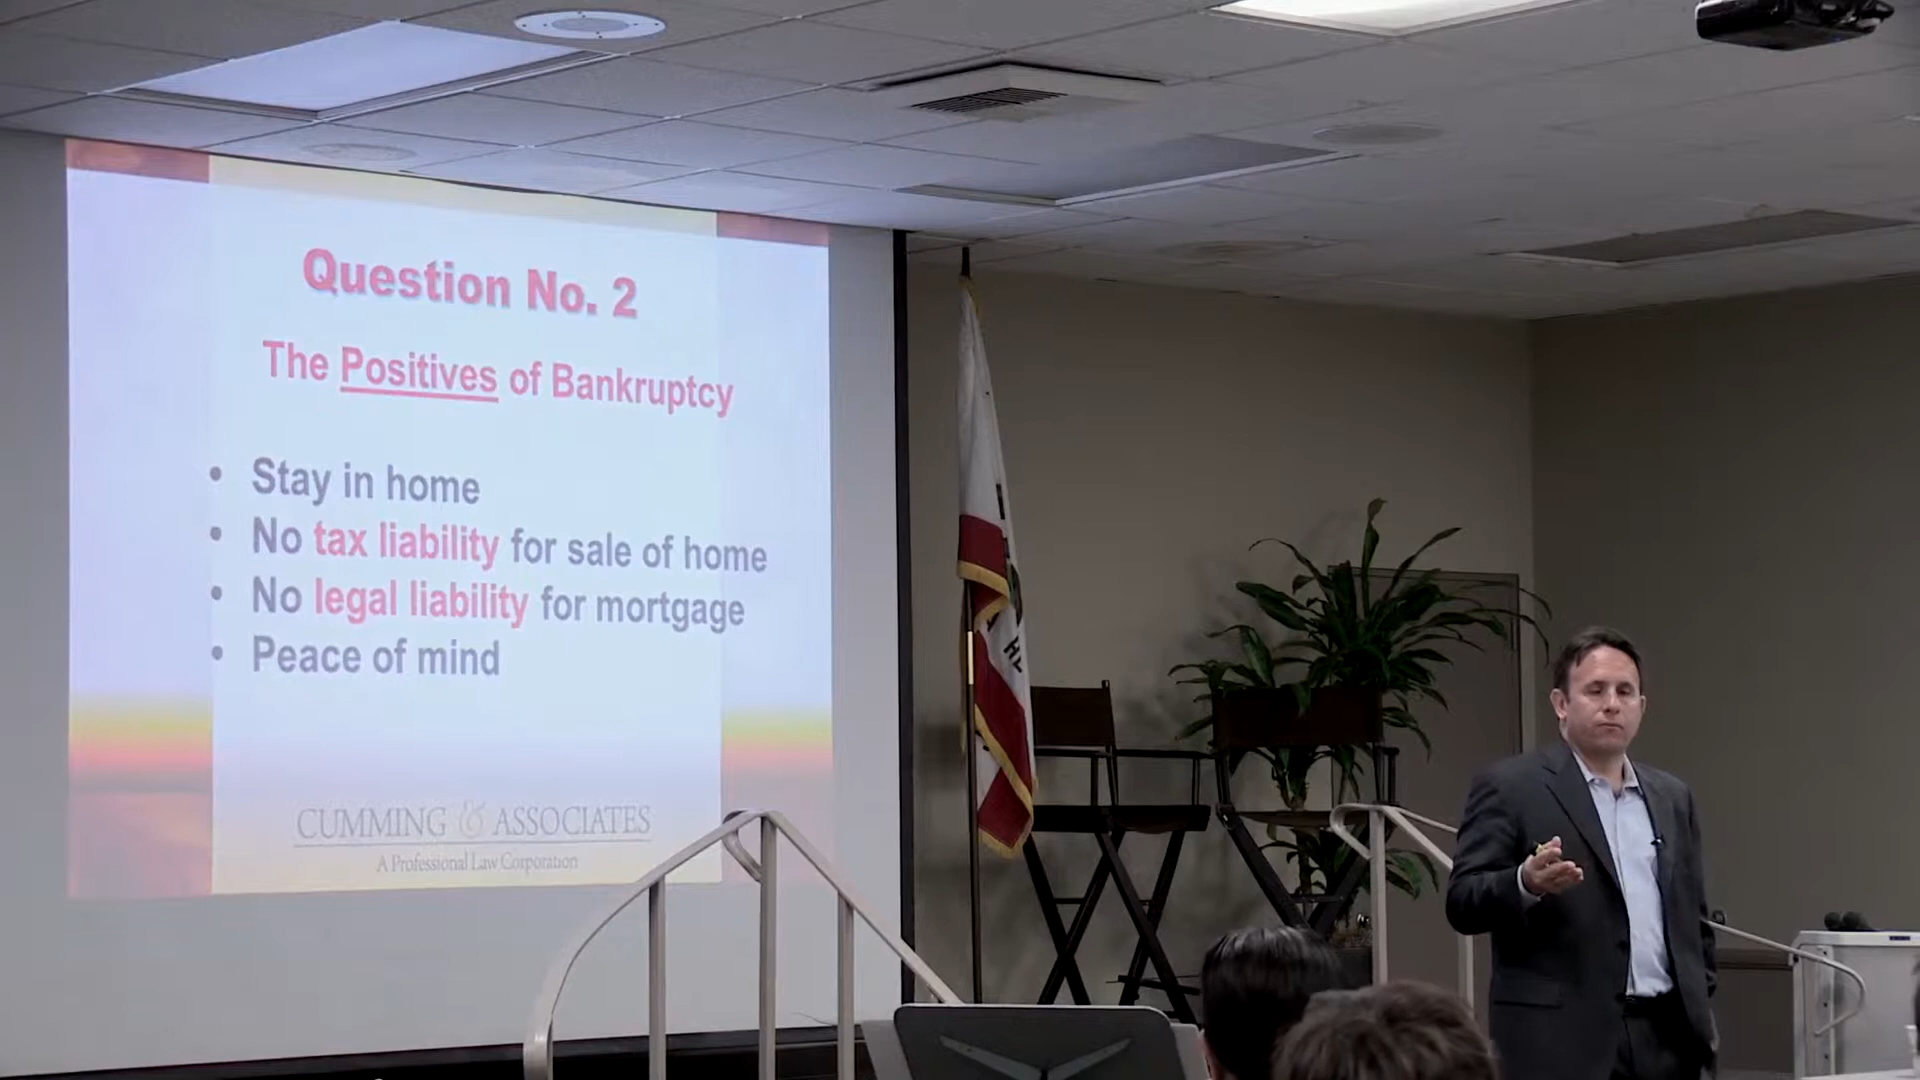 Question No. 2
The Positives of Bankruptcy
• Stay in home
• No tax liability for sale of home
• No legal liability for mortgage
• Peace of mind
CUMMING & ASSOCIATES
A Professional Law Corporation